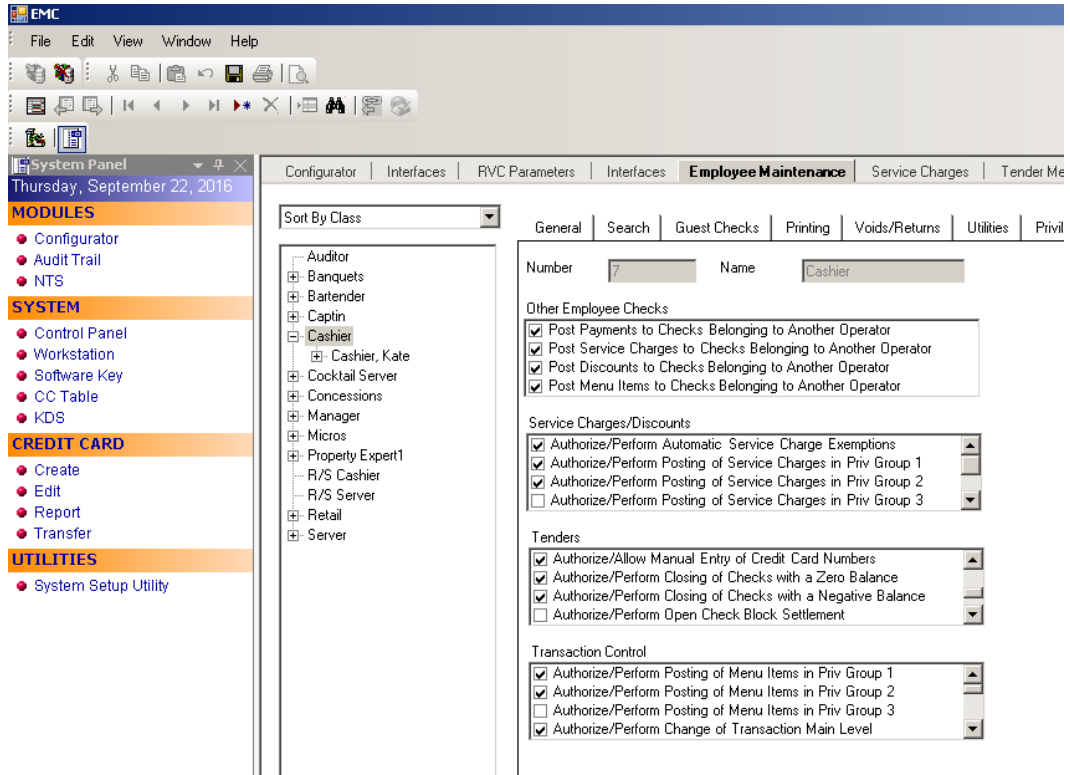 EMC
File Edit View Window Help
System Panel
Thursday, September 22, 2016
MODULES
Configurator
Audit Trail
NTS
SYSTEM
Control Panel
Workstation
Software Key
CC Table
KDS
CREDIT CARD
Create
Edit
Report
Transfer
UTILITIES
System Setup Utility
Configurator Interfaces RVC Parameters Interfaces Employee Maintenance Service Charges Tender Me
Sort By Class
Auditor
Banquets
Bartender
Captin
Cashier
Cashier, Kate
Cocktail Server
Concessions
Manager
Micros
Property Expert1
R/S Cashier
R/S Server
Retail
Server
General Search Guest Checks Printing Voids/Returns Utilities Privil
Number 7 Name Cashier
Other Employee Checks
Post Payments to Checks Belonging to Another Operator
Post Service Charges to Checks Belonging to Another Operator
Post Discounts to Checks Belonging to Another Operator
Post Menu Items to Checks Belonging to Another Operator
Service Charges/Discounts
Authorize/Perform Automatic Service Charge Exemptions
Authorize/Perform Posting of Service Charges in Priv Group 1
Authorize/Perform Posting of Service Charges in Priv Group 2
Authorize/Perform Posting of Service Charges in Priv Group 3
Tenders
Authorize/Allow Manual Entry of Credit Card Numbers
Authorize/Perform Closing of Checks with a Zero Balance
Authorize/Perform Closing of Checks with a Negative Balance
Authorize/Perform Open Check Block Settlement
Transaction Control
Authorize/Perform Posting of Menu Items in Priv Group 1
Authorize/Perform Posting of Menu Items in Priv Group 2
Authorize/Perform Posting of Menu Items in Priv Group 3
Authorize/Perform Change of Transaction Main Level